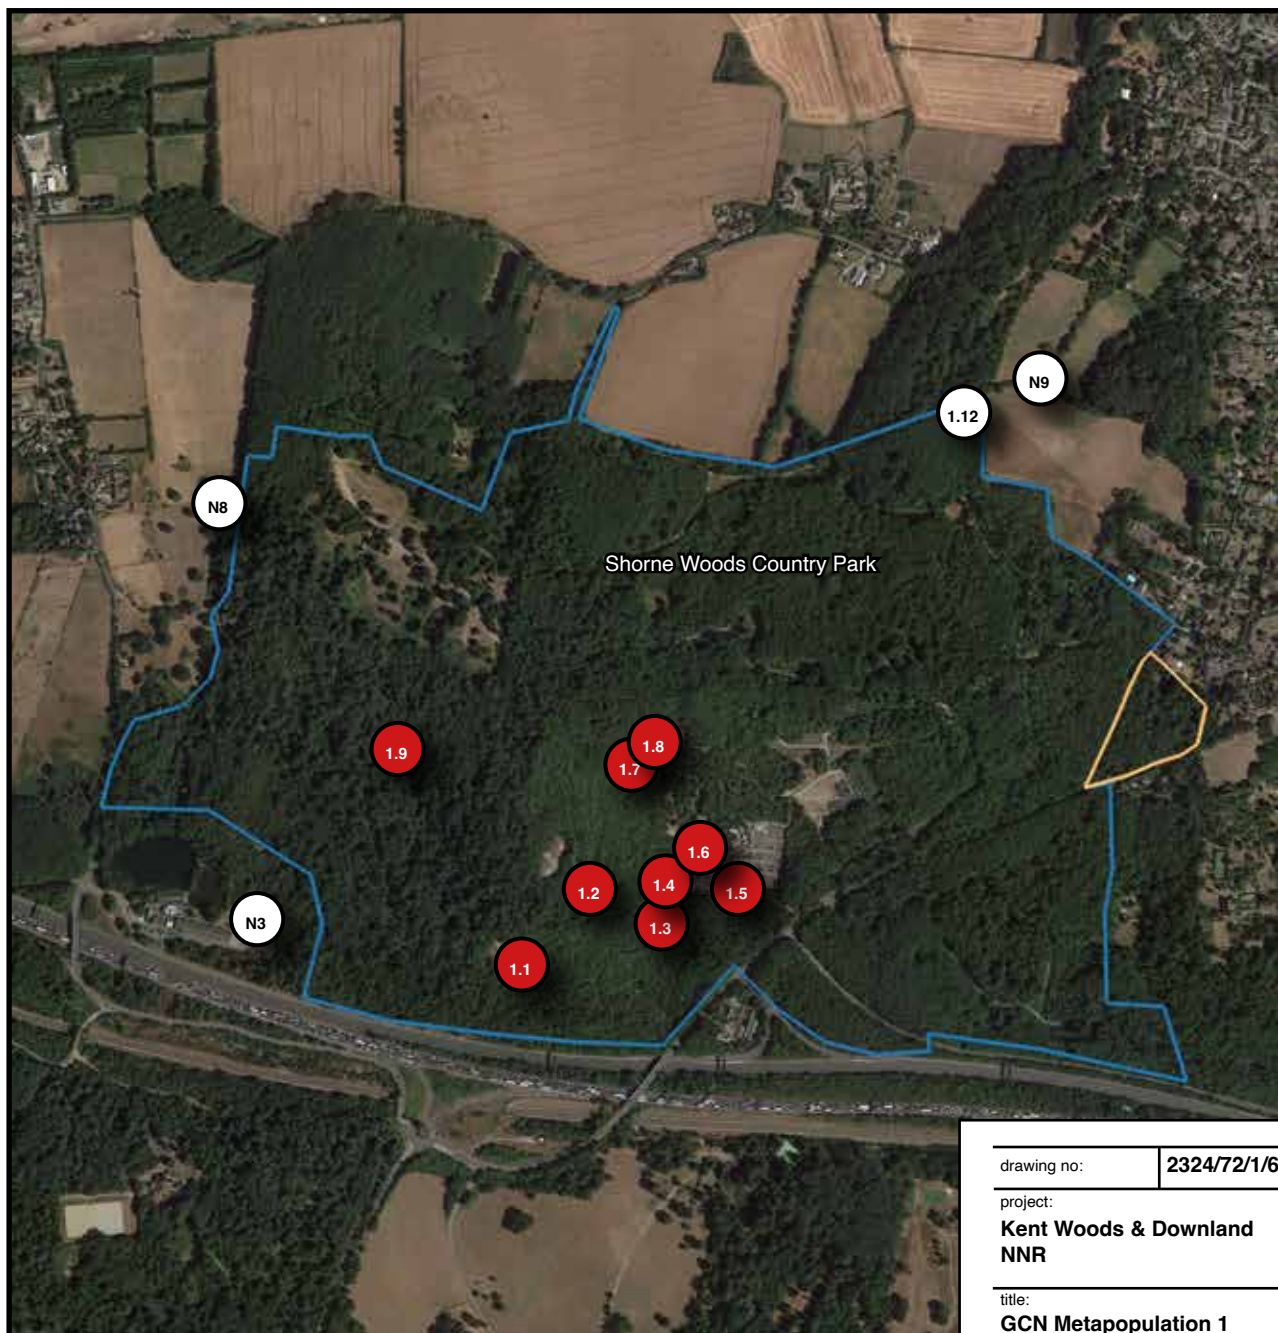 N9
1.12
N8
Shorne Woods Country Park
1.8
1.7
1.9
1.6
1.4
1.5
1.2
1.3
N3
1.1
drawing no: 2324/72/1/6
project:
Kent Woods & Downland
NNR
title:
GCN Metapopulation 1